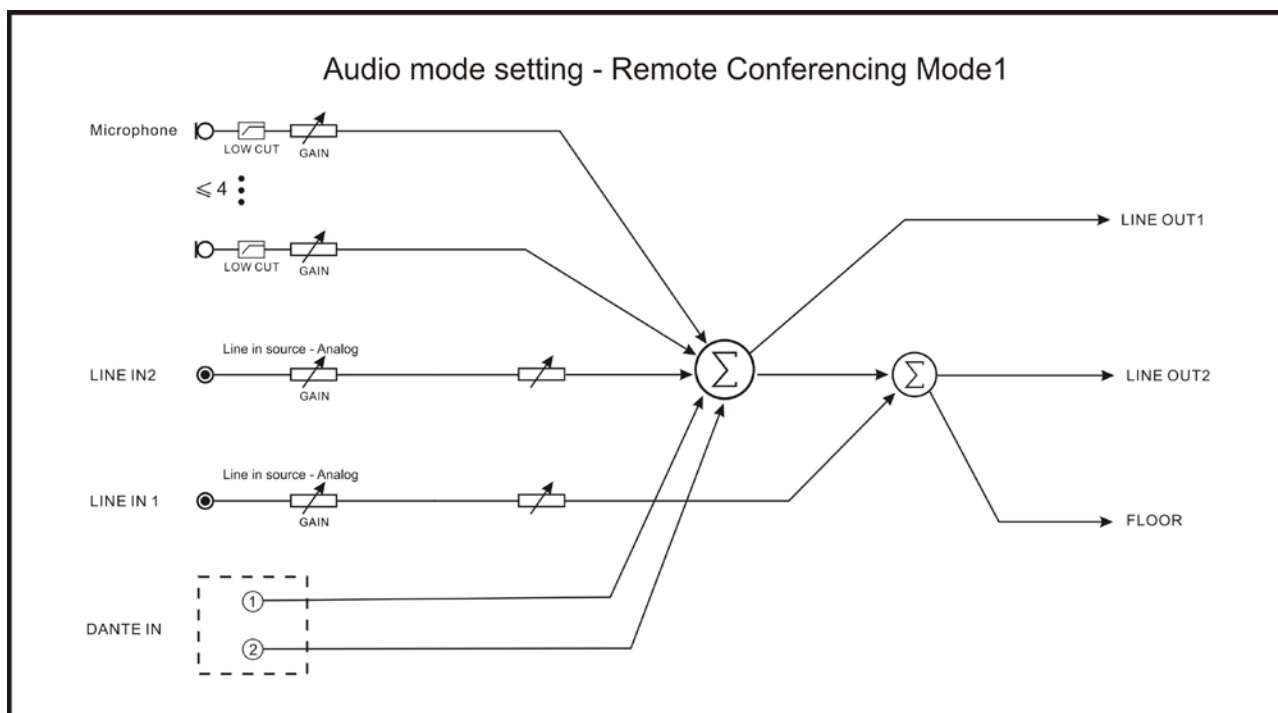 Audio mode setting - Remote Conferencing Mode1
Microphone
LOW CUT
GAIN
≤ 4
LOW CUT
GAIN
LINE OUT1
Line in source - Analog
LINE IN2
GAIN
Σ
Σ
LINE OUT2
Line in source - Analog
LINE IN 1
GAIN
FLOOR
DANTE IN
1
2